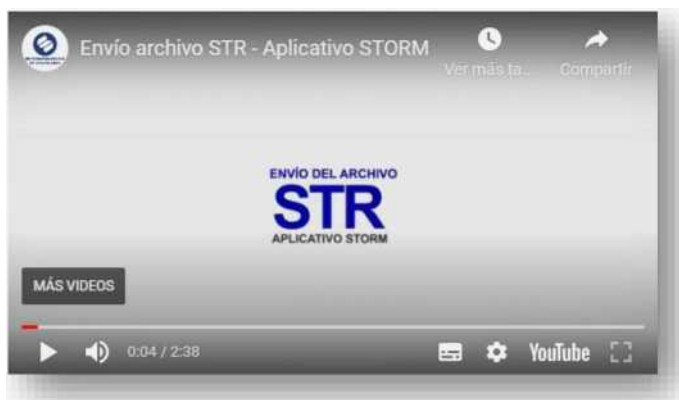 Envío archivo STR - Aplicativo STORM
Ver más ta...
Compartir
ENVÍO DEL ARCHIVO
STR
APLICATIVO STORM
MÁS VIDEOS
0:04 / 2:38
YouTube